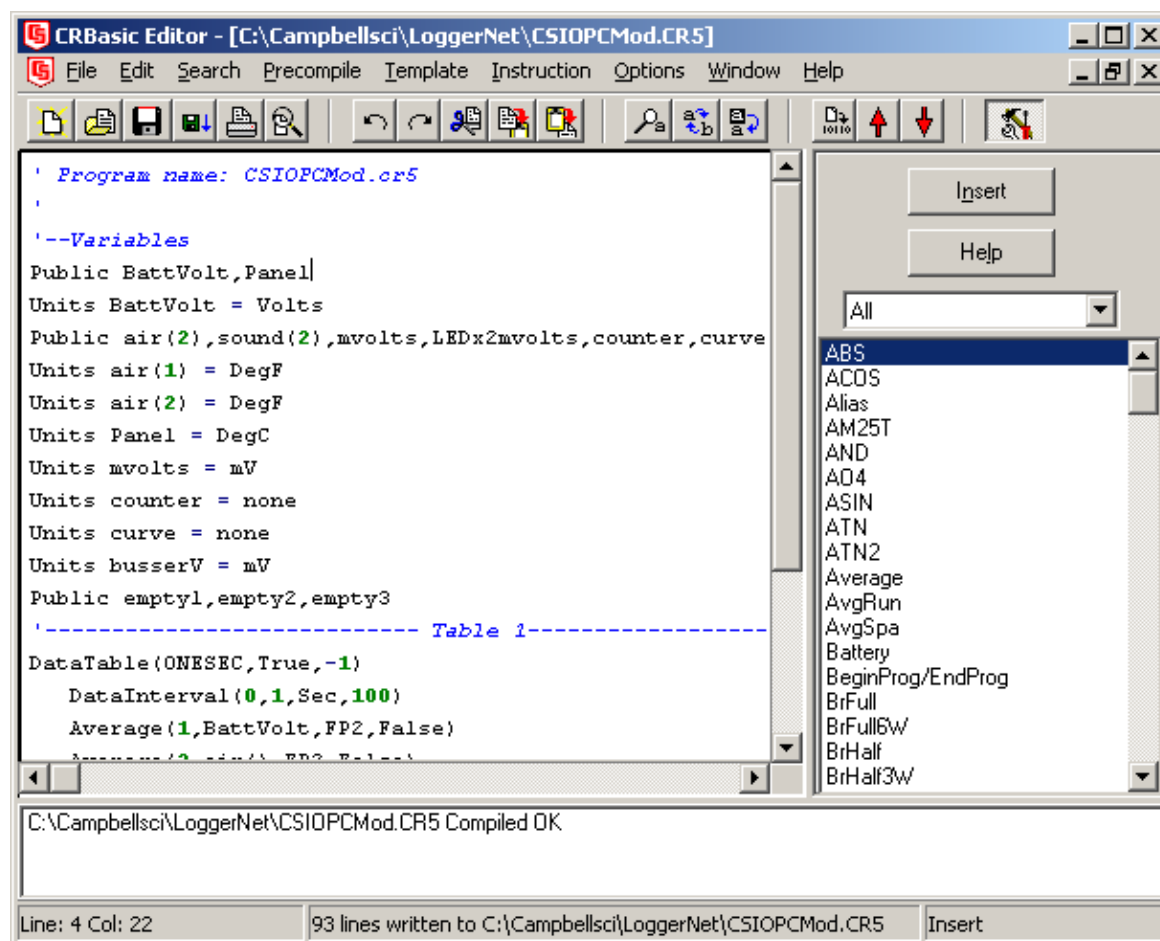 CRBasic Editor - [C:\Campbellsci\LoggerNet\CSIOPCMod.CR5]
File Edit Search Precompile Template Instruction Options Window Help
' Program name: CSIOPCMod.cr5
'
'--Variables
Public BattVolt,Panel
Units BattVolt = Volts
Public air(2),sound(2),mvolts,LEDx2mvolts,counter,curve
Units air(1) = DegF
Units air(2) = DegF
Units Panel = DegC
Units mvolts = mV
Units counter = none
Units curve = none
Units busserV = mV
Public empty1,empty2,empty3
'---------------------------- Table 1------------------
DataTable(ONESEC,True,-1)
DataInterval(0,1,Sec,100)
Average(1,BattVolt,FP2,False)
Insert
Help
All
ABS
ACOS
Alias
AM25T
AND
AO4
ASIN
ATN
ATN2
Average
AvgRun
AvgSpa
Battery
BeginProg/EndProg
BrFull
BrFull6W
BrHalf
BrHalf3W
C:\Campbellsci\LoggerNet\CSIOPCMod.CR5 Compiled OK
Line: 4 Col: 22
93 lines written to C:\Campbellsci\LoggerNet\CSIOPCMod.CR5
Insert